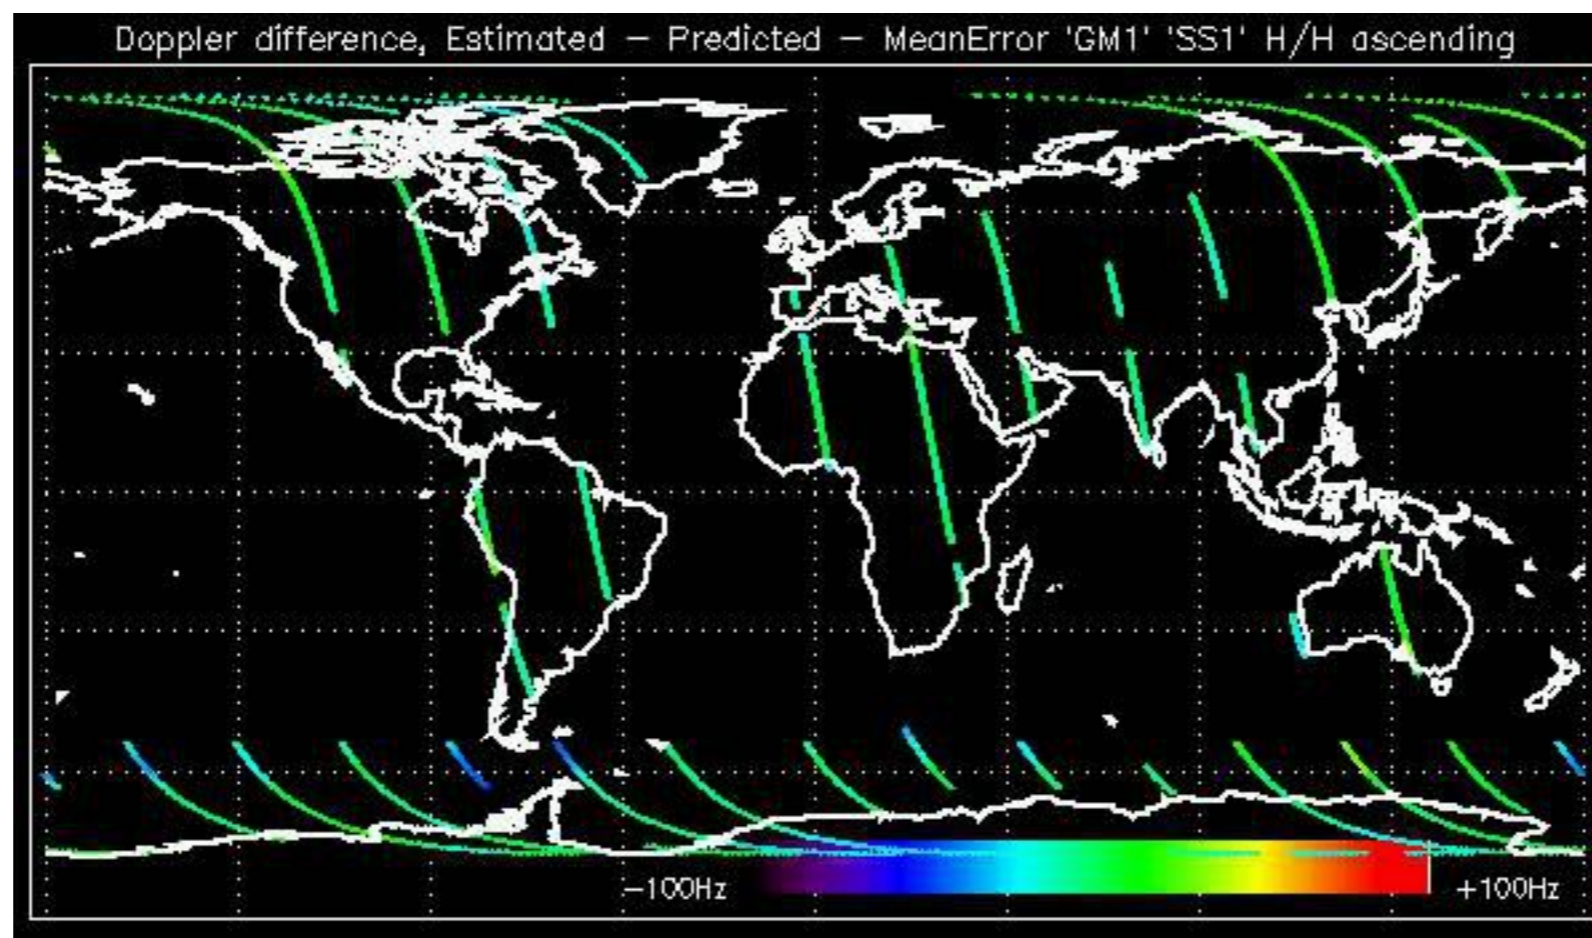 Doppler difference, Estimated – Predicted – MeanError 'GM1' 'SS1' H/H ascending
–100Hz
+100Hz